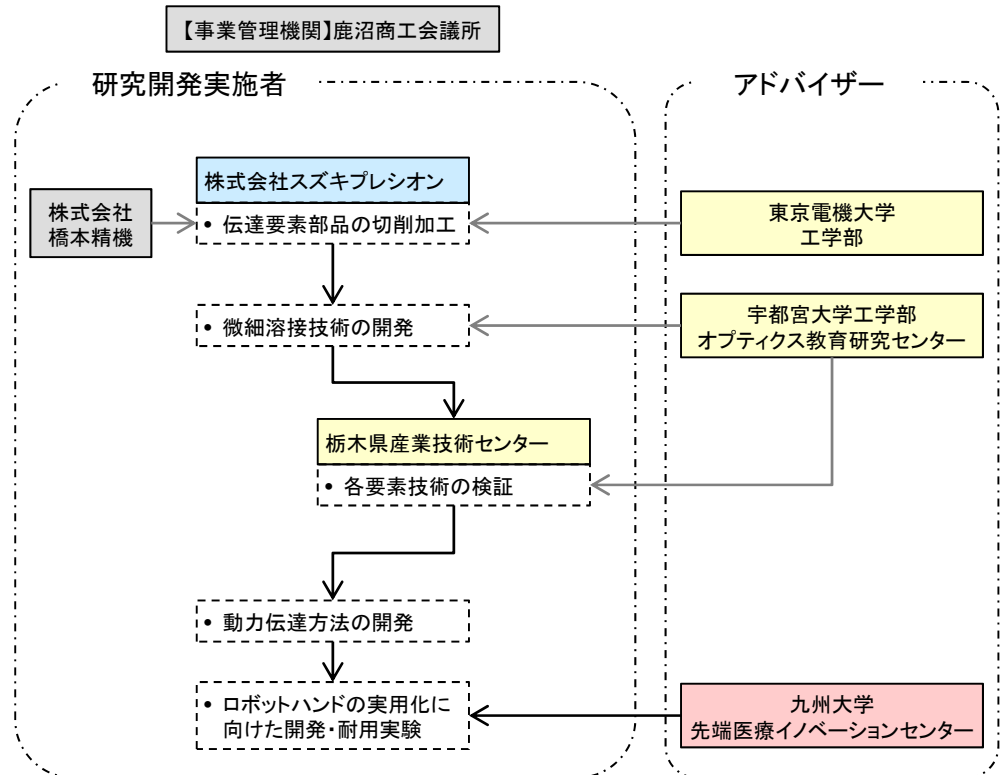 【事業管理機関】鹿沼商工会議所
研究開発実施者
アドバイザー
株式会社スズキプレシオン
• 伝達要素部品の切削加工
株式会社
橋本精機
東京電機大学
工学部
• 微細溶接技術の開発
宇都宮大学工学部
オプティクス教育研究センター
栃木県産業技術センター
• 各要素技術の検証
• 動力伝達方法の開発
• ロボットハンドの実用化に
向けた開発・耐用実験
九州大学
先端医療イノベーションセンター